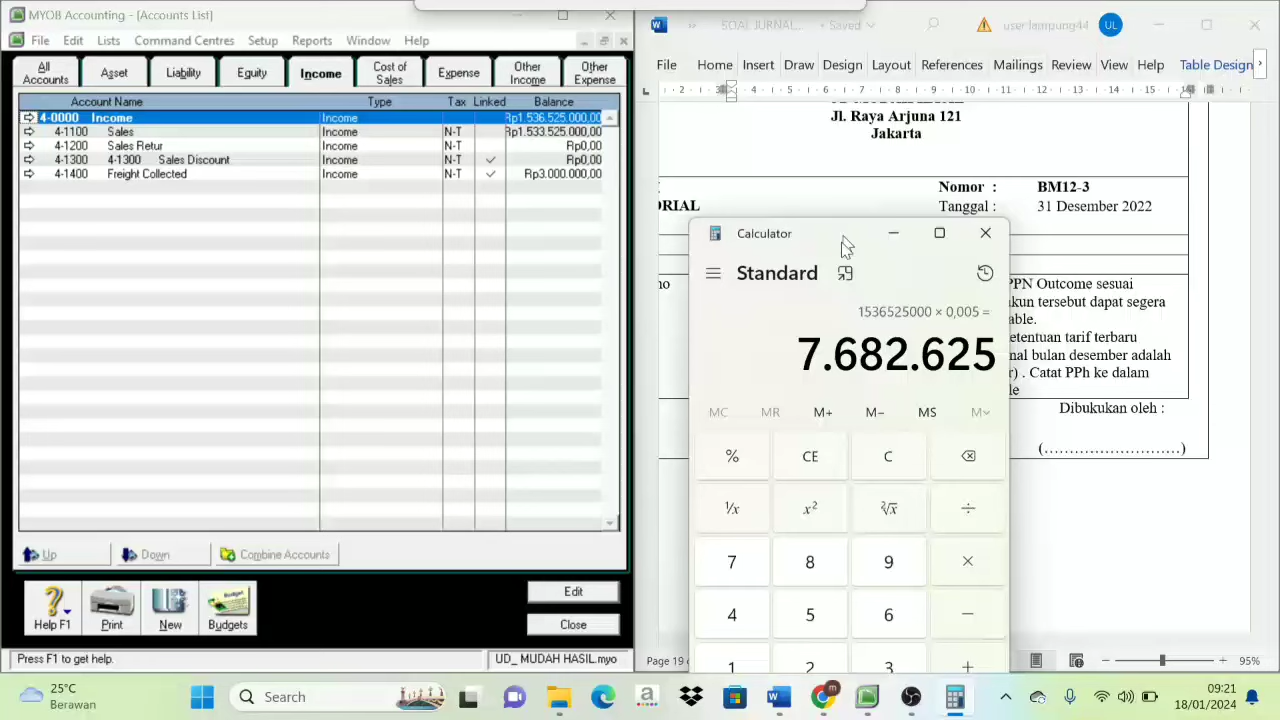 MYOB Accounting - [Accounts List]
File Edit Lists Command Centres Setup Reports Window Help
All Accounts
Asset
Liability
Equity
Income
Cost of Sales
Expense
Other Income
Other Expense
Account Name Type Tax Linked Balance
4-0000 Income Income Rp1.536.525.000,00
4-1100 Sales Income N-T Rp1.533.525.000,00
4-1200 Sales Retur Income N-T Rp0,00
4-1300 4-1300 Sales Discount Income N-T Rp0,00
4-1400 Freight Collected Income N-T Rp3.000.000,00
Up Down Combine Accounts
Help F1 Print New Budgets
Edit
Close
Press F1 to get help. UD_ MUDAH HASIL.myo
SOAL JURNAL... • Saved
user lampung44 UL
File Home Insert Draw Design Layout References Mailings Review View Help Table Design
Jl. Raya Arjuna 121
Jakarta
Nomor : BM12-3
ORIAL Tanggal : 31 Desember 2022
PPN Outcome sesuai
kun tersebut dapat segera
able.
etentuan tarif terbaru
nal bulan desember adalah
r) . Catat PPh ke dalam
le
Dibukukan oleh :
(……………………….)
Calculator
Standard
1536525000 × 0,005 =
7.682.625
MC MR M+ M− MS M
% CE C
¹/x x² ²√x ÷
7 8 9 ×
4 5 6 −
1 2 3 +
Page 19 95%
25°C
Berawan
Search
09:21
18/01/2024